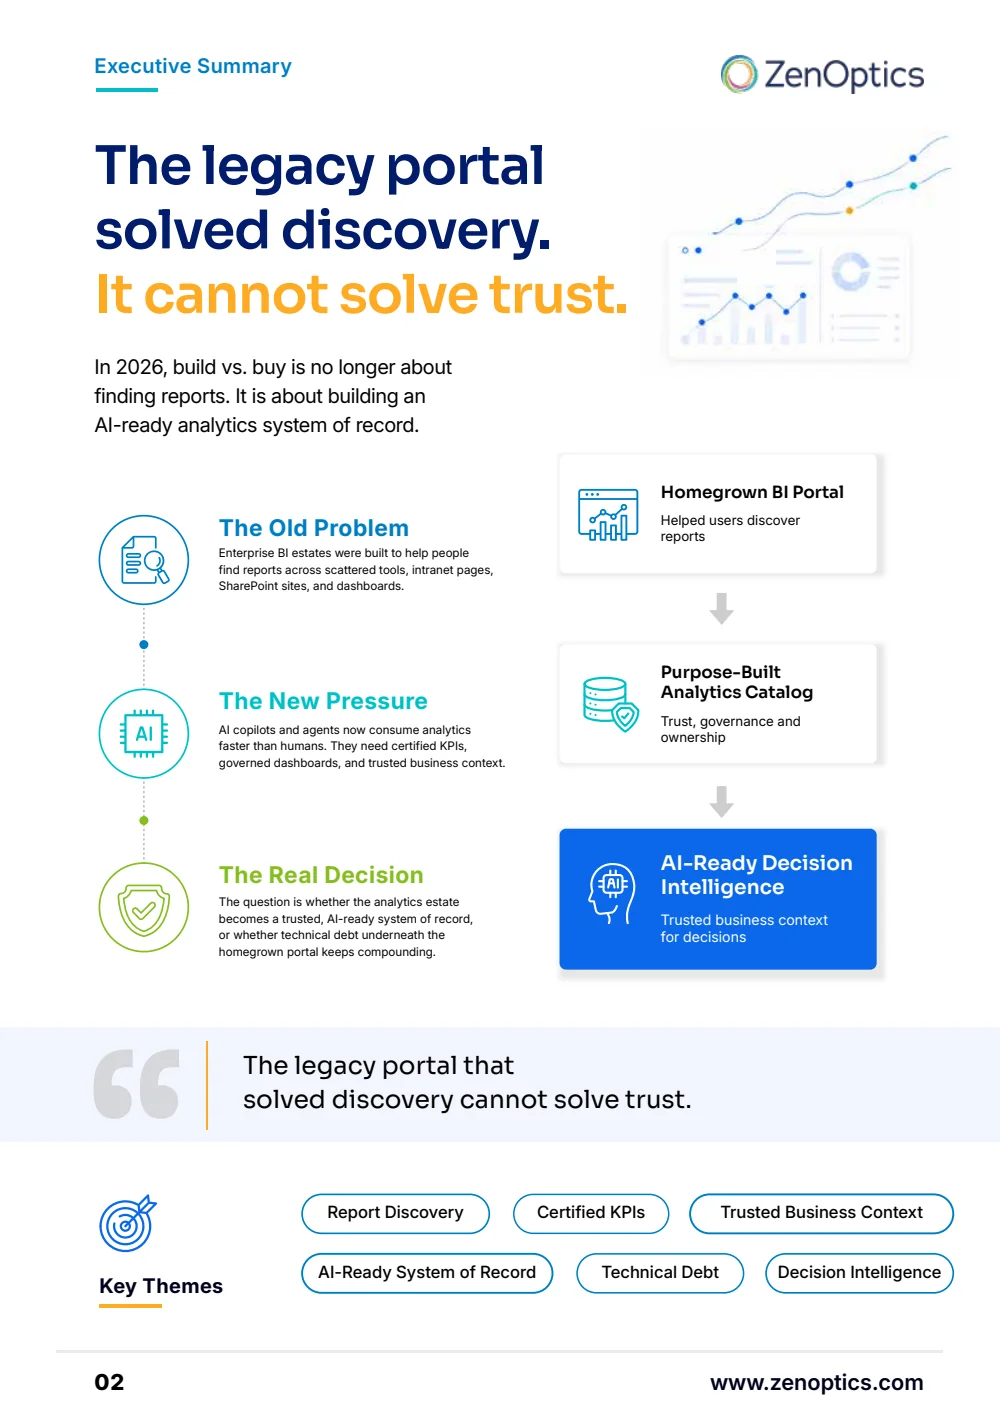 Executive Summary
ZenOptics
The legacy portal
solved discovery.
It cannot solve trust.
In 2026, build vs. buy is no longer about
finding reports. It is about building an
AI-ready analytics system of record.
The Old Problem
Enterprise BI estates were built to help people
find reports across scattered tools, intranet pages,
SharePoint sites, and dashboards.
The New Pressure
AI
AI copilots and agents now consume analytics
faster than humans. They need certified KPIs,
governed dashboards, and trusted business context.
The Real Decision
The question is whether the analytics estate
becomes a trusted, AI-ready system of record,
or whether technical debt underneath the
homegrown portal keeps compounding.
Homegrown BI Portal
Helped users discover
reports
Purpose-Built
Analytics Catalog
Trust, governance and
ownership
AI
AI-Ready Decision
Intelligence
Trusted business context
for decisions
“
The legacy portal that
solved discovery cannot solve trust.
Key Themes
Report Discovery
Certified KPIs
Trusted Business Context
AI-Ready System of Record
Technical Debt
Decision Intelligence
02
www.zenoptics.com